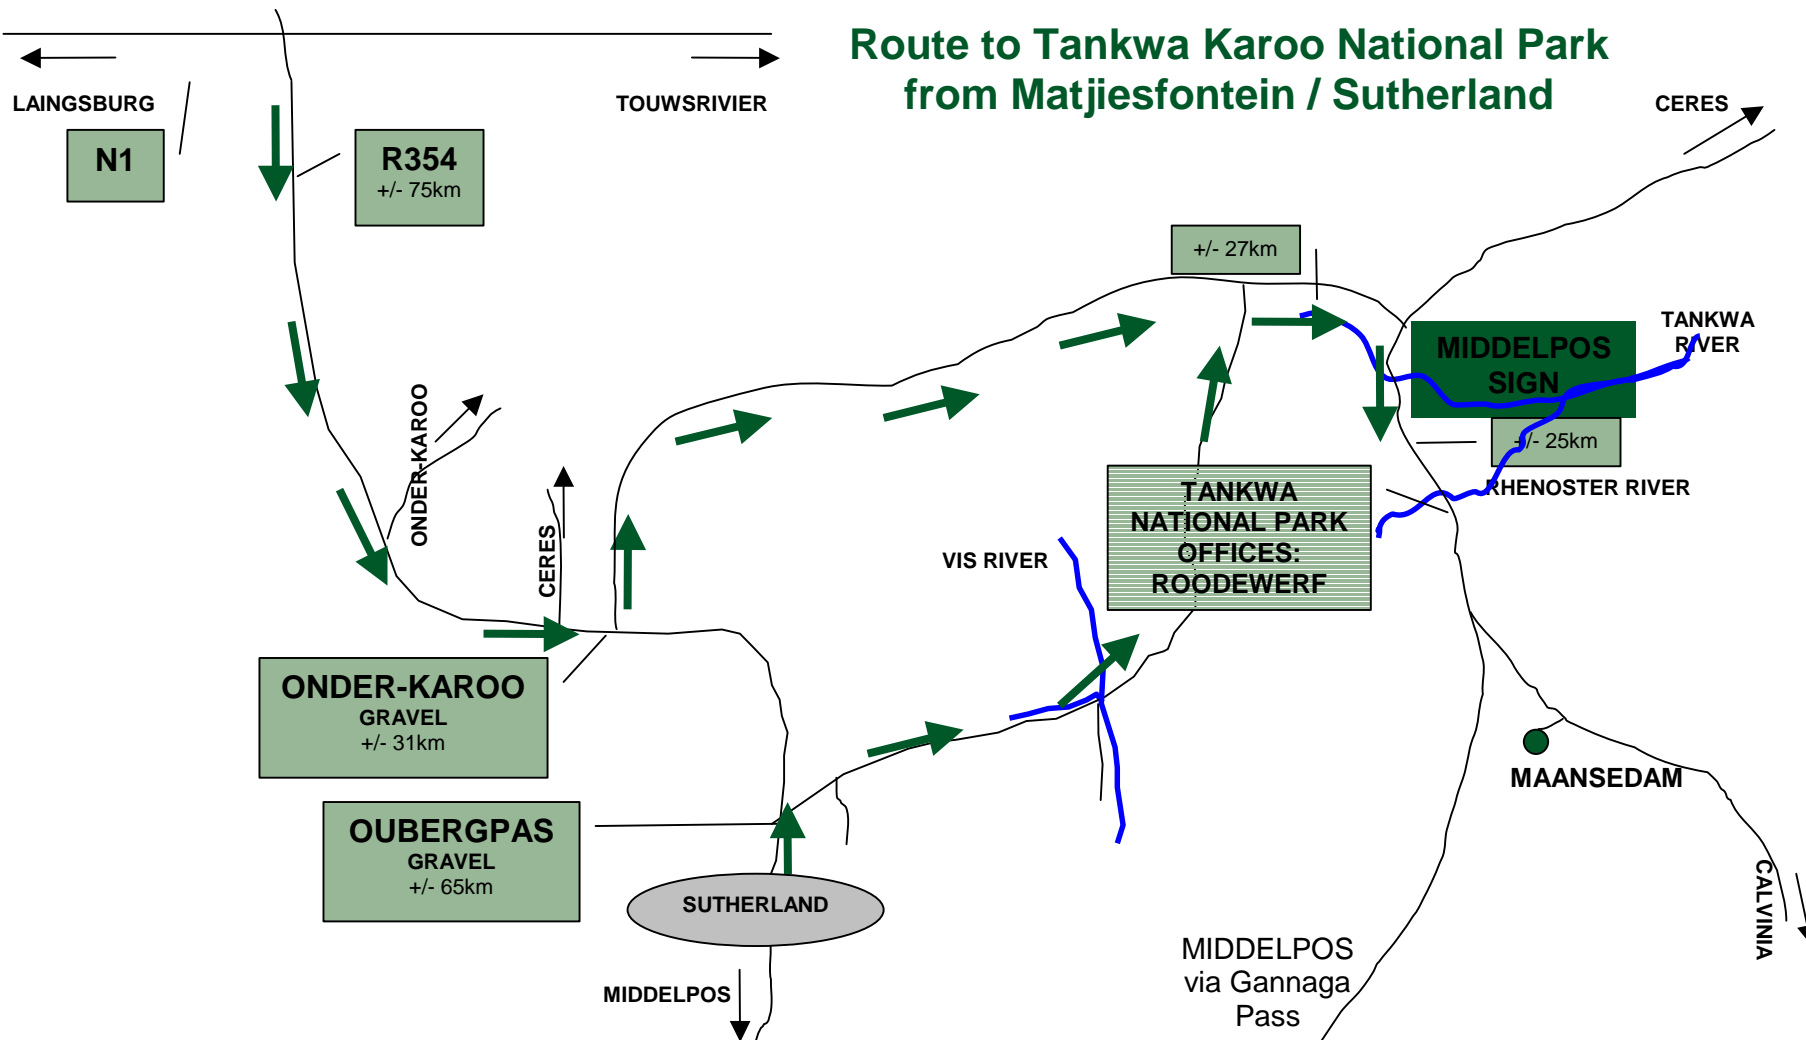 Route to Tankwa Karoo National Park
from Matjiesfontein / Sutherland
LAINGSBURG
TOUWSRIVIER
CERES
N1
R354
+/- 75km
+/- 27km
MIDDELPOS
SIGN
TANKWA
RIVER
+/- 25km
RHENOSTER RIVER
ONDER-KAROO
CERES
TANKWA
NATIONAL PARK
OFFICES:
ROODEWERF
VIS RIVER
ONDER-KAROO
GRAVEL
+/- 31km
MAANSEDAM
OUBERGPAS
GRAVEL
+/- 65km
SUTHERLAND
CALVINIA
MIDDELPOS
MIDDELPOS
via Gannaga
Pass